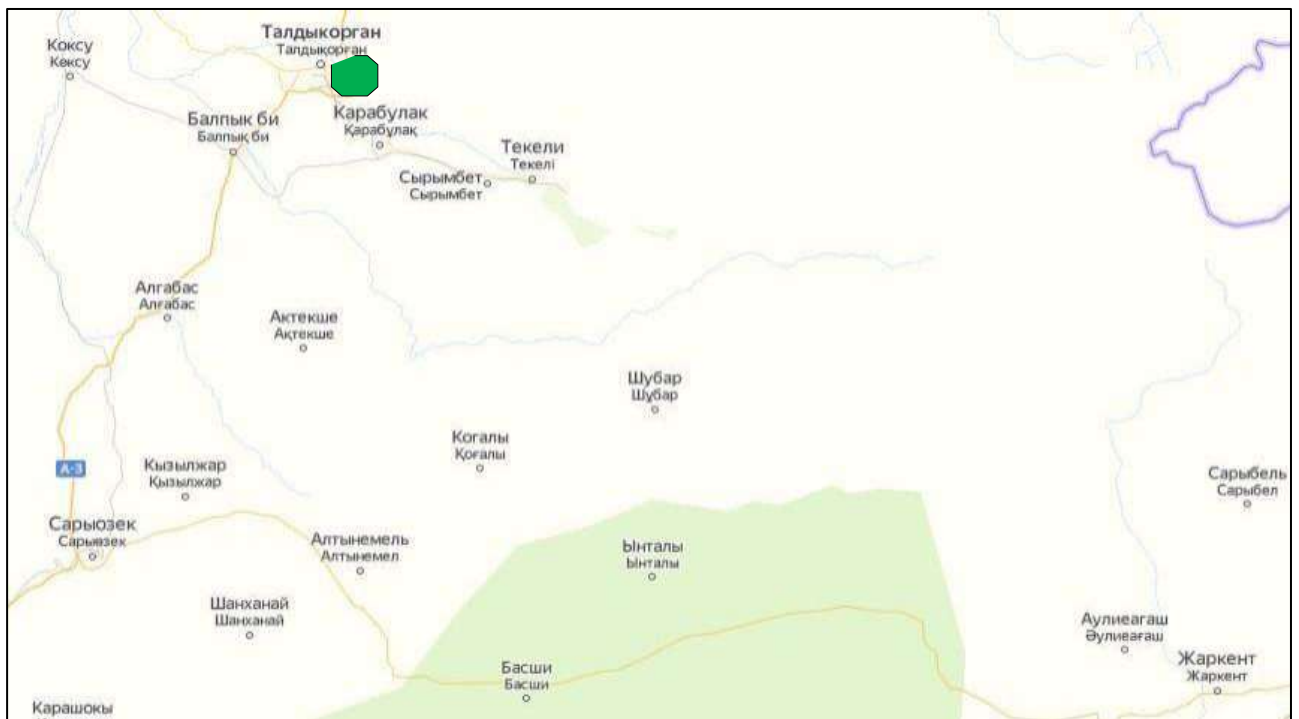 Талдыкорган
Талдықорған
Коксу
Көксу
Балпык би
Балпық би
Карабулак
Қарабұлақ
Текели
Текелі
Сырымбет
Сырымбет
Алгабас
Алғабас
Актекше
Ақтекше
Шубар
Шұбар
Когалы
Қоғалы
А-3
Кызылжар
Қызылжар
Сарыбель
Сарыбел
Сарыозек
Сарыөзек
Алтынемель
Алтынемел
Ынталы
Ынталы
Шанханай
Шанханай
Аулиеагаш
Әулиеағаш
Жаркент
Жаркент
Басши
Басши
Карашокы